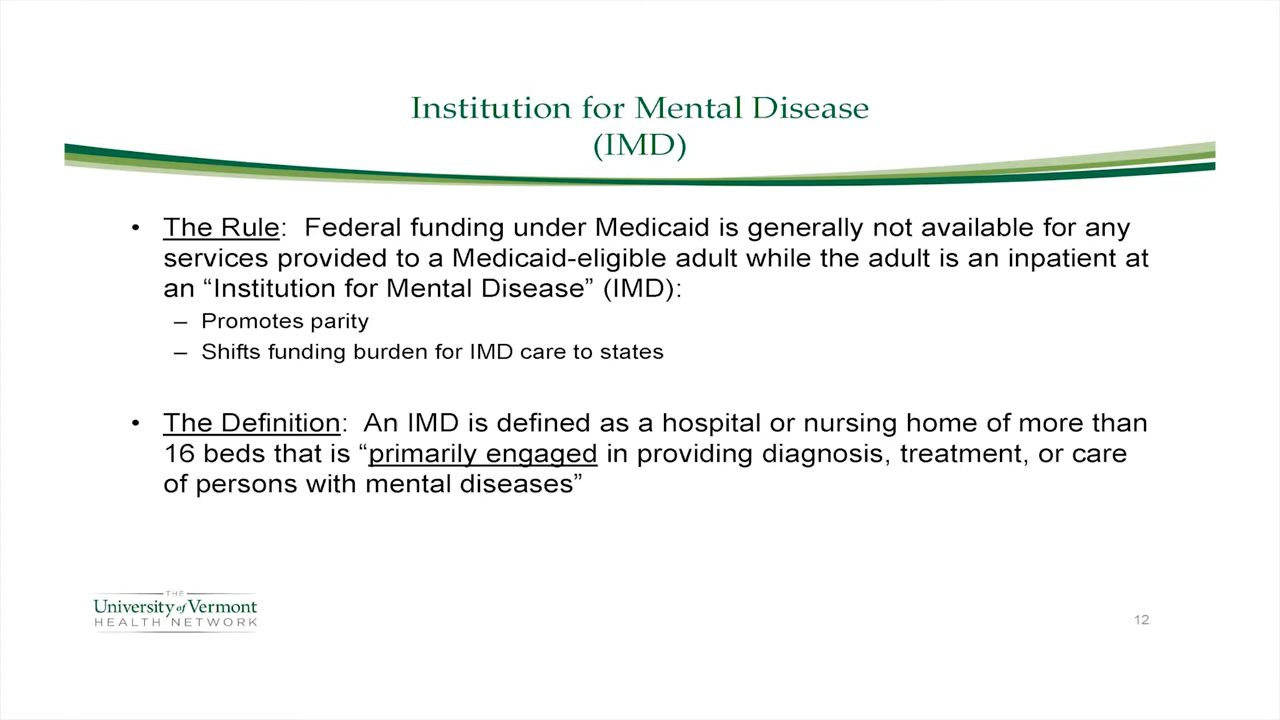 Institution for Mental Disease
(IMD)
• The Rule: Federal funding under Medicaid is generally not available for any
services provided to a Medicaid-eligible adult while the adult is an inpatient at
an “Institution for Mental Disease” (IMD):
– Promotes parity
– Shifts funding burden for IMD care to states
• The Definition: An IMD is defined as a hospital or nursing home of more than
16 beds that is “primarily engaged in providing diagnosis, treatment, or care
of persons with mental diseases”
THE
University of Vermont
HEALTH NETWORK
12